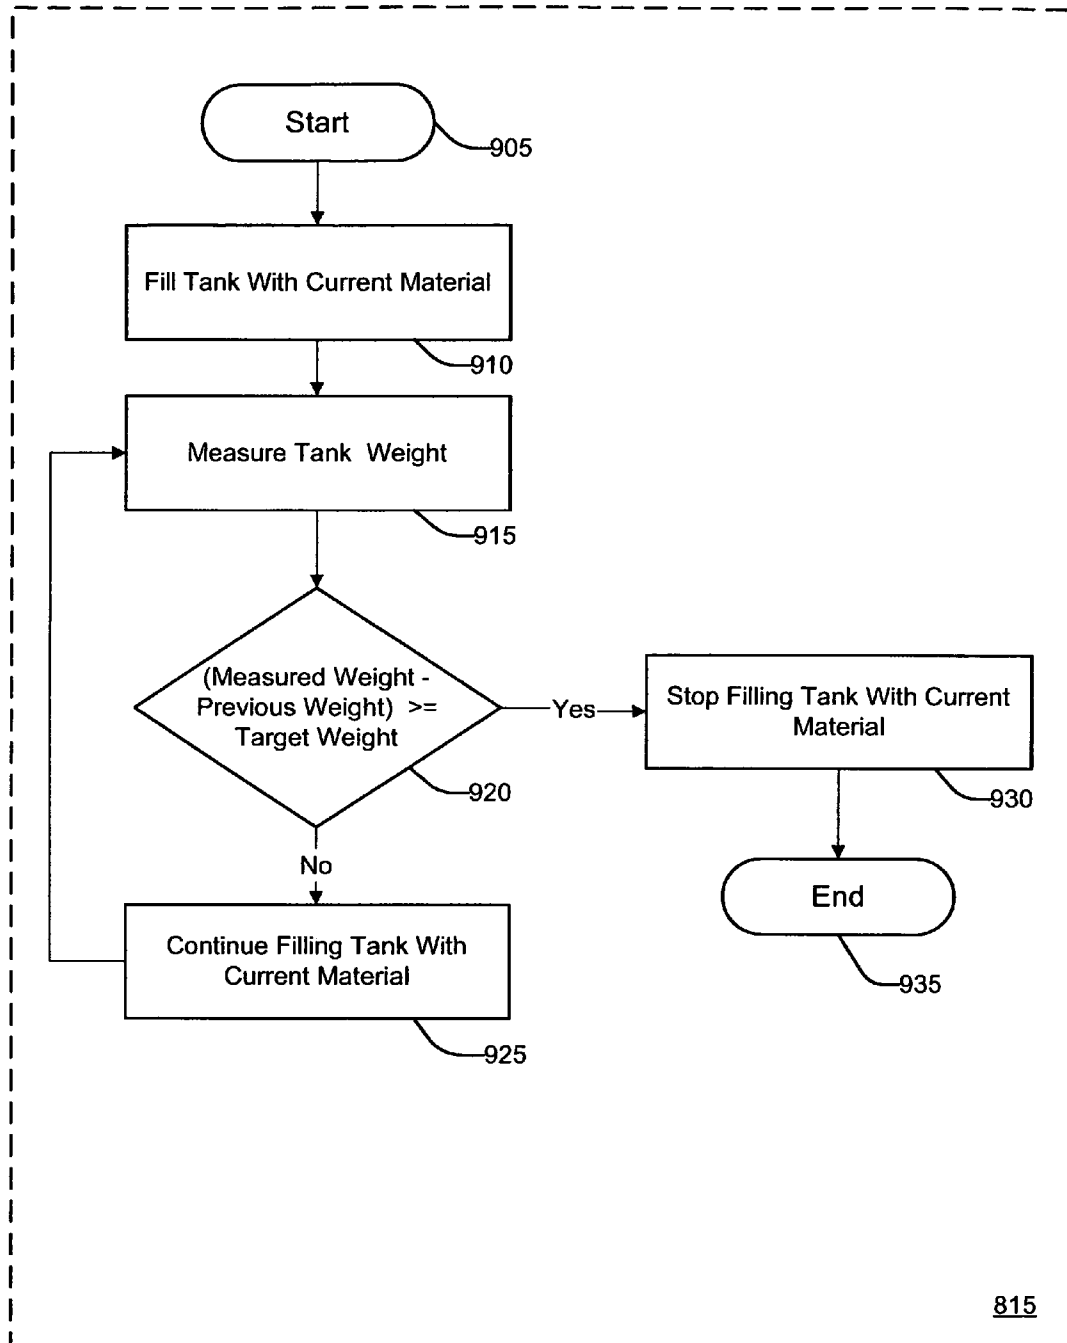 Start
905
Fill Tank With Current Material
910
Measure Tank Weight
915
(Measured Weight -
Previous Weight) >=
Target Weight
920
Yes
Stop Filling Tank With Current
Material
930
No
End
935
Continue Filling Tank With
Current Material
925
815